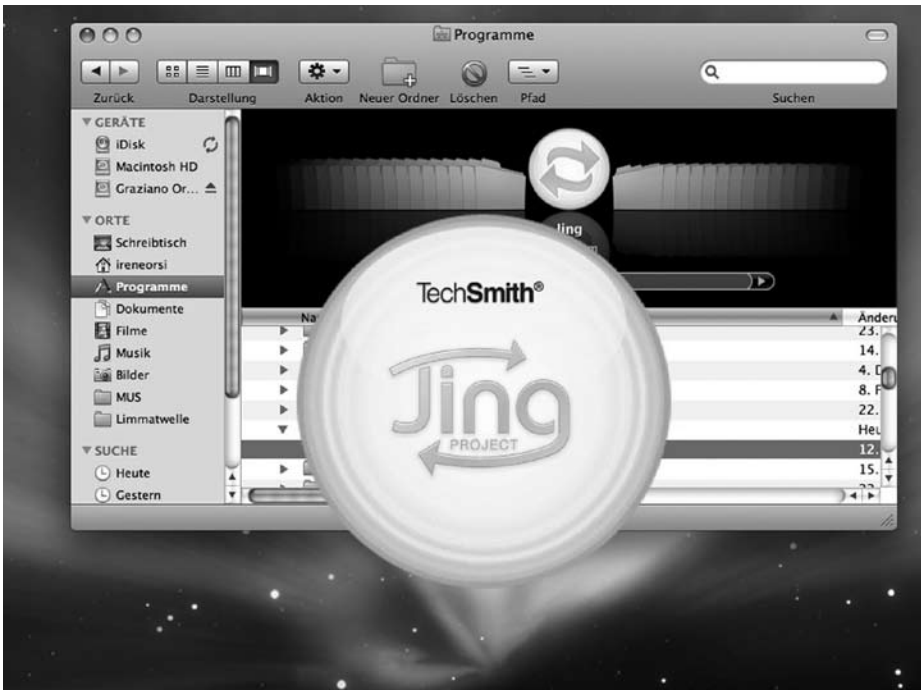 Programme
Zurück Darstellung Aktion Neuer Ordner Löschen Pfad Suchen
GERÄTE
iDisk
Macintosh HD
Graziano Or...
ORTE
Schreibtisch
ireneorsi
Programme
Dokumente
Filme
Musik
Bilder
MUS
Limmatwelle
SUCHE
Heute
Gestern
Jing
TechSmith®
Jing
PROJECT
Na
Änderu
23.
14.
4. D
8. F
22.
Heu
12.
15.